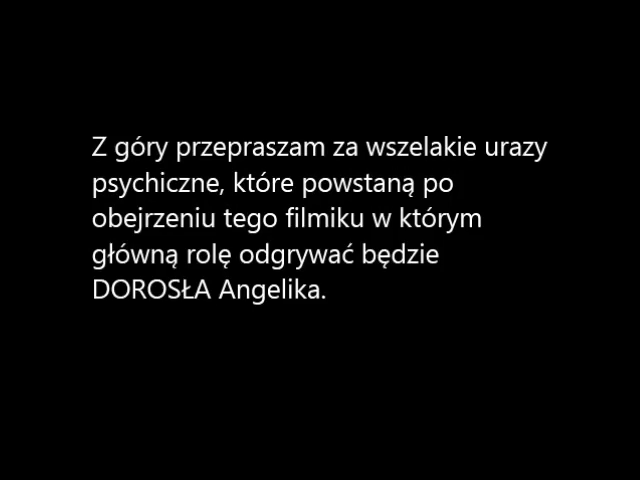 Z góry przepraszam za wszelakie urazy
psychiczne, które powstaną po
obejrzeniu tego filmiku w którym
główną rolę odgrywać będzie
DOROSŁA Angelika.